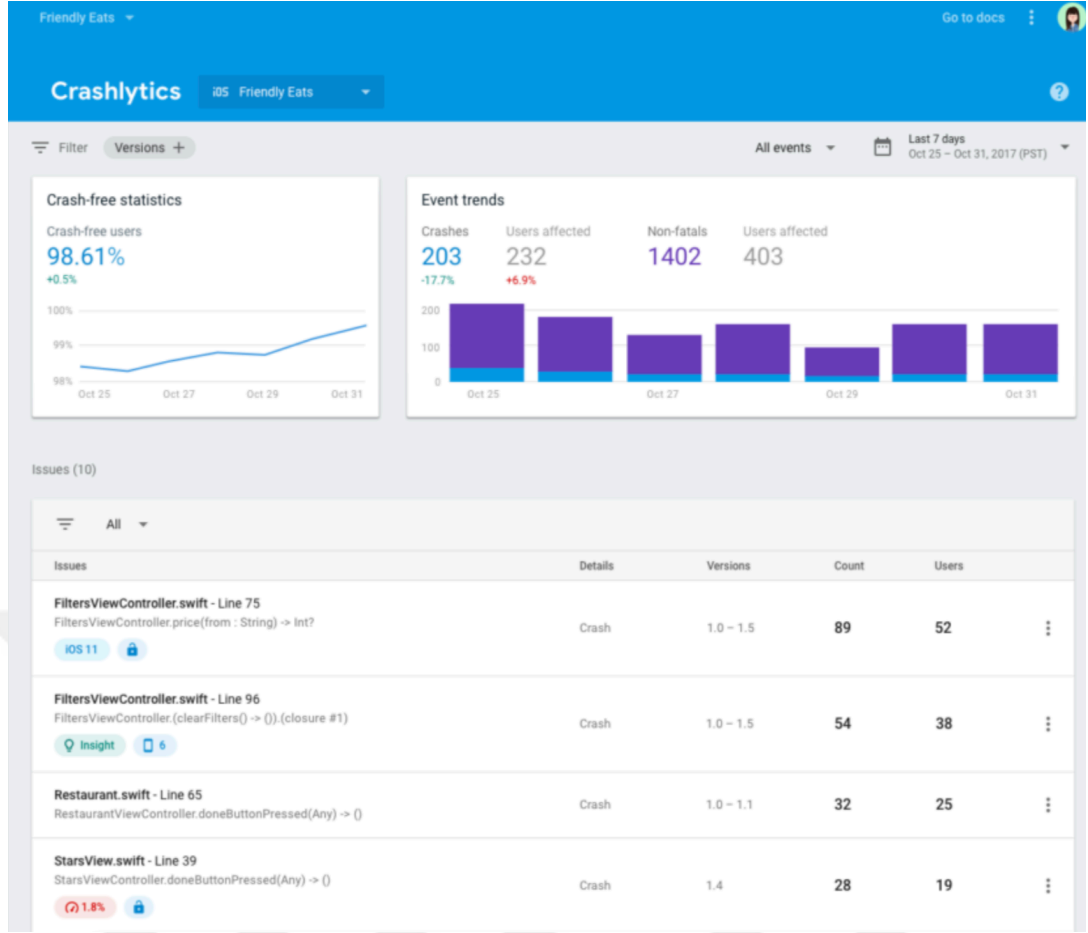 Friendly Eats
Go to docs
Crashlytics
iOS Friendly Eats
Filter
Versions +
All events
Last 7 days
Oct 25 – Oct 31, 2017 (PST)
Crash-free statistics
Crash-free users
98.61%
+0.5%
100%
99%
98%
Oct 25 Oct 27 Oct 29 Oct 31
Event trends
Crashes Users affected Non-fatals Users affected
203 232 1402 403
-17.7% +6.9%
200
100
0
Oct 25 Oct 27 Oct 29 Oct 31
Issues (10)
All
Issues Details Versions Count Users
FiltersViewController.swift - Line 75
FiltersViewController.price(from : String) -> Int?
iOS 11
Crash 1.0 – 1.5 89 52
FiltersViewController.swift - Line 96
FiltersViewController.(clearFilters() -> ()).(closure #1)
Insight 6
Crash 1.0 – 1.5 54 38
Restaurant.swift - Line 65
RestaurantViewController.doneButtonPressed(Any) -> ()
Crash 1.0 – 1.1 32 25
StarsView.swift - Line 39
StarsViewController.doneButtonPressed(Any) -> ()
1.8%
Crash 1.4 28 19